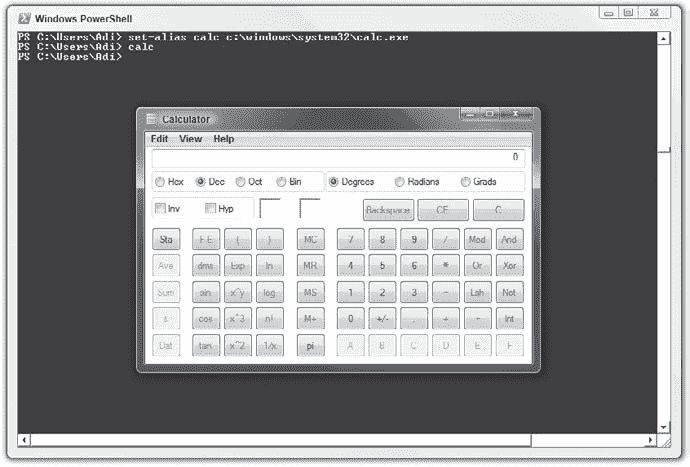 Windows PowerShell
PS C:\Users\Adi> set-alias calc c:\windows\system32\calc.exe
PS C:\Users\Adi> calc
PS C:\Users\Adi>
Calculator
Edit View Help
0
Hex Dec Oct Bin Degrees Radians Grads
Inv Hyp Backspace CE C
Sta F-E ( ) MC 7 8 9 / Mod And
Ave dms Exp ln MR 4 5 6 * Or Xor
Sum sin x^y log MS 1 2 3 - Lsh Not
s cos x^3 n! M+ 0 +/- . + = Int
Dat tan x^2 1/x pi A B C D E F